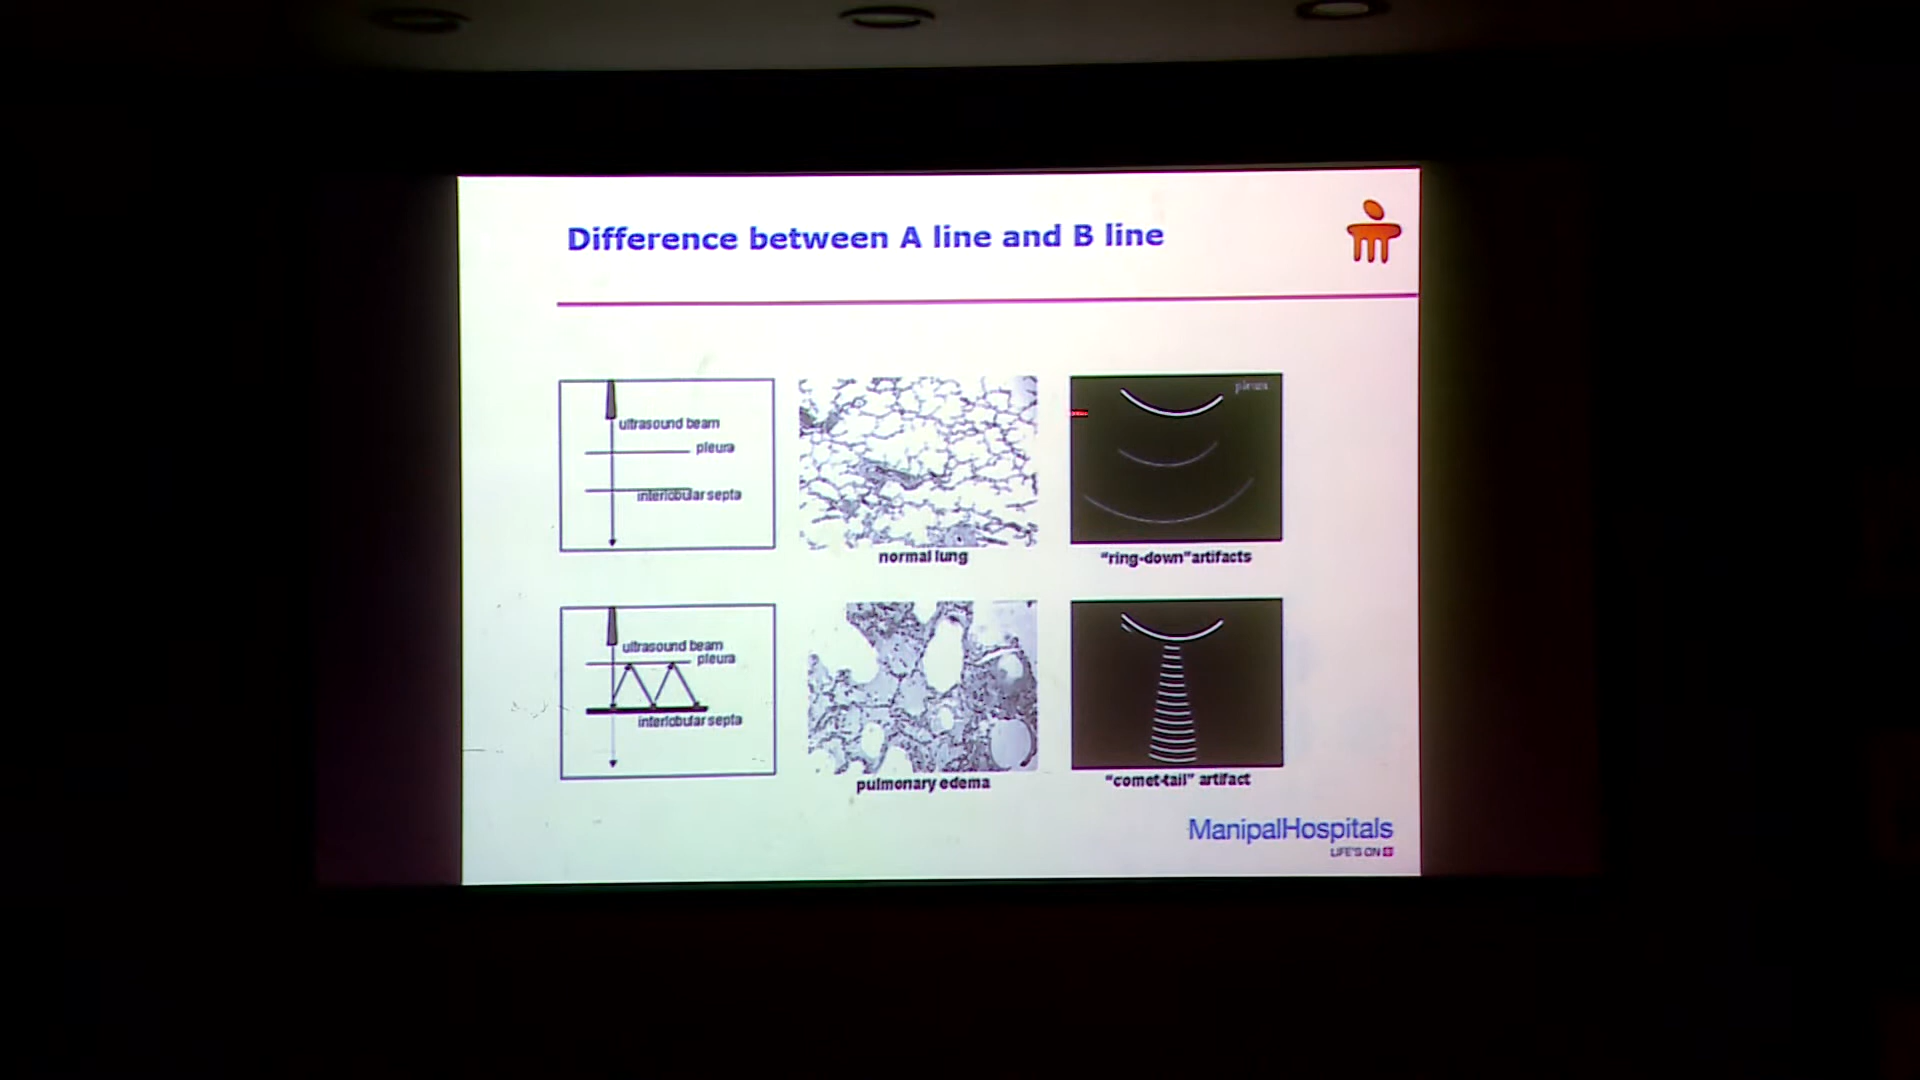 Difference between A line and B line
ultrasound beam
pleura
interlobular septa
normal lung
pleura
"ring-down"artifacts
ultrasound beam
pleura
interlobular septa
pulmonary edema
"comet-tail" artifact
ManipalHospitals
LIFE'S ON